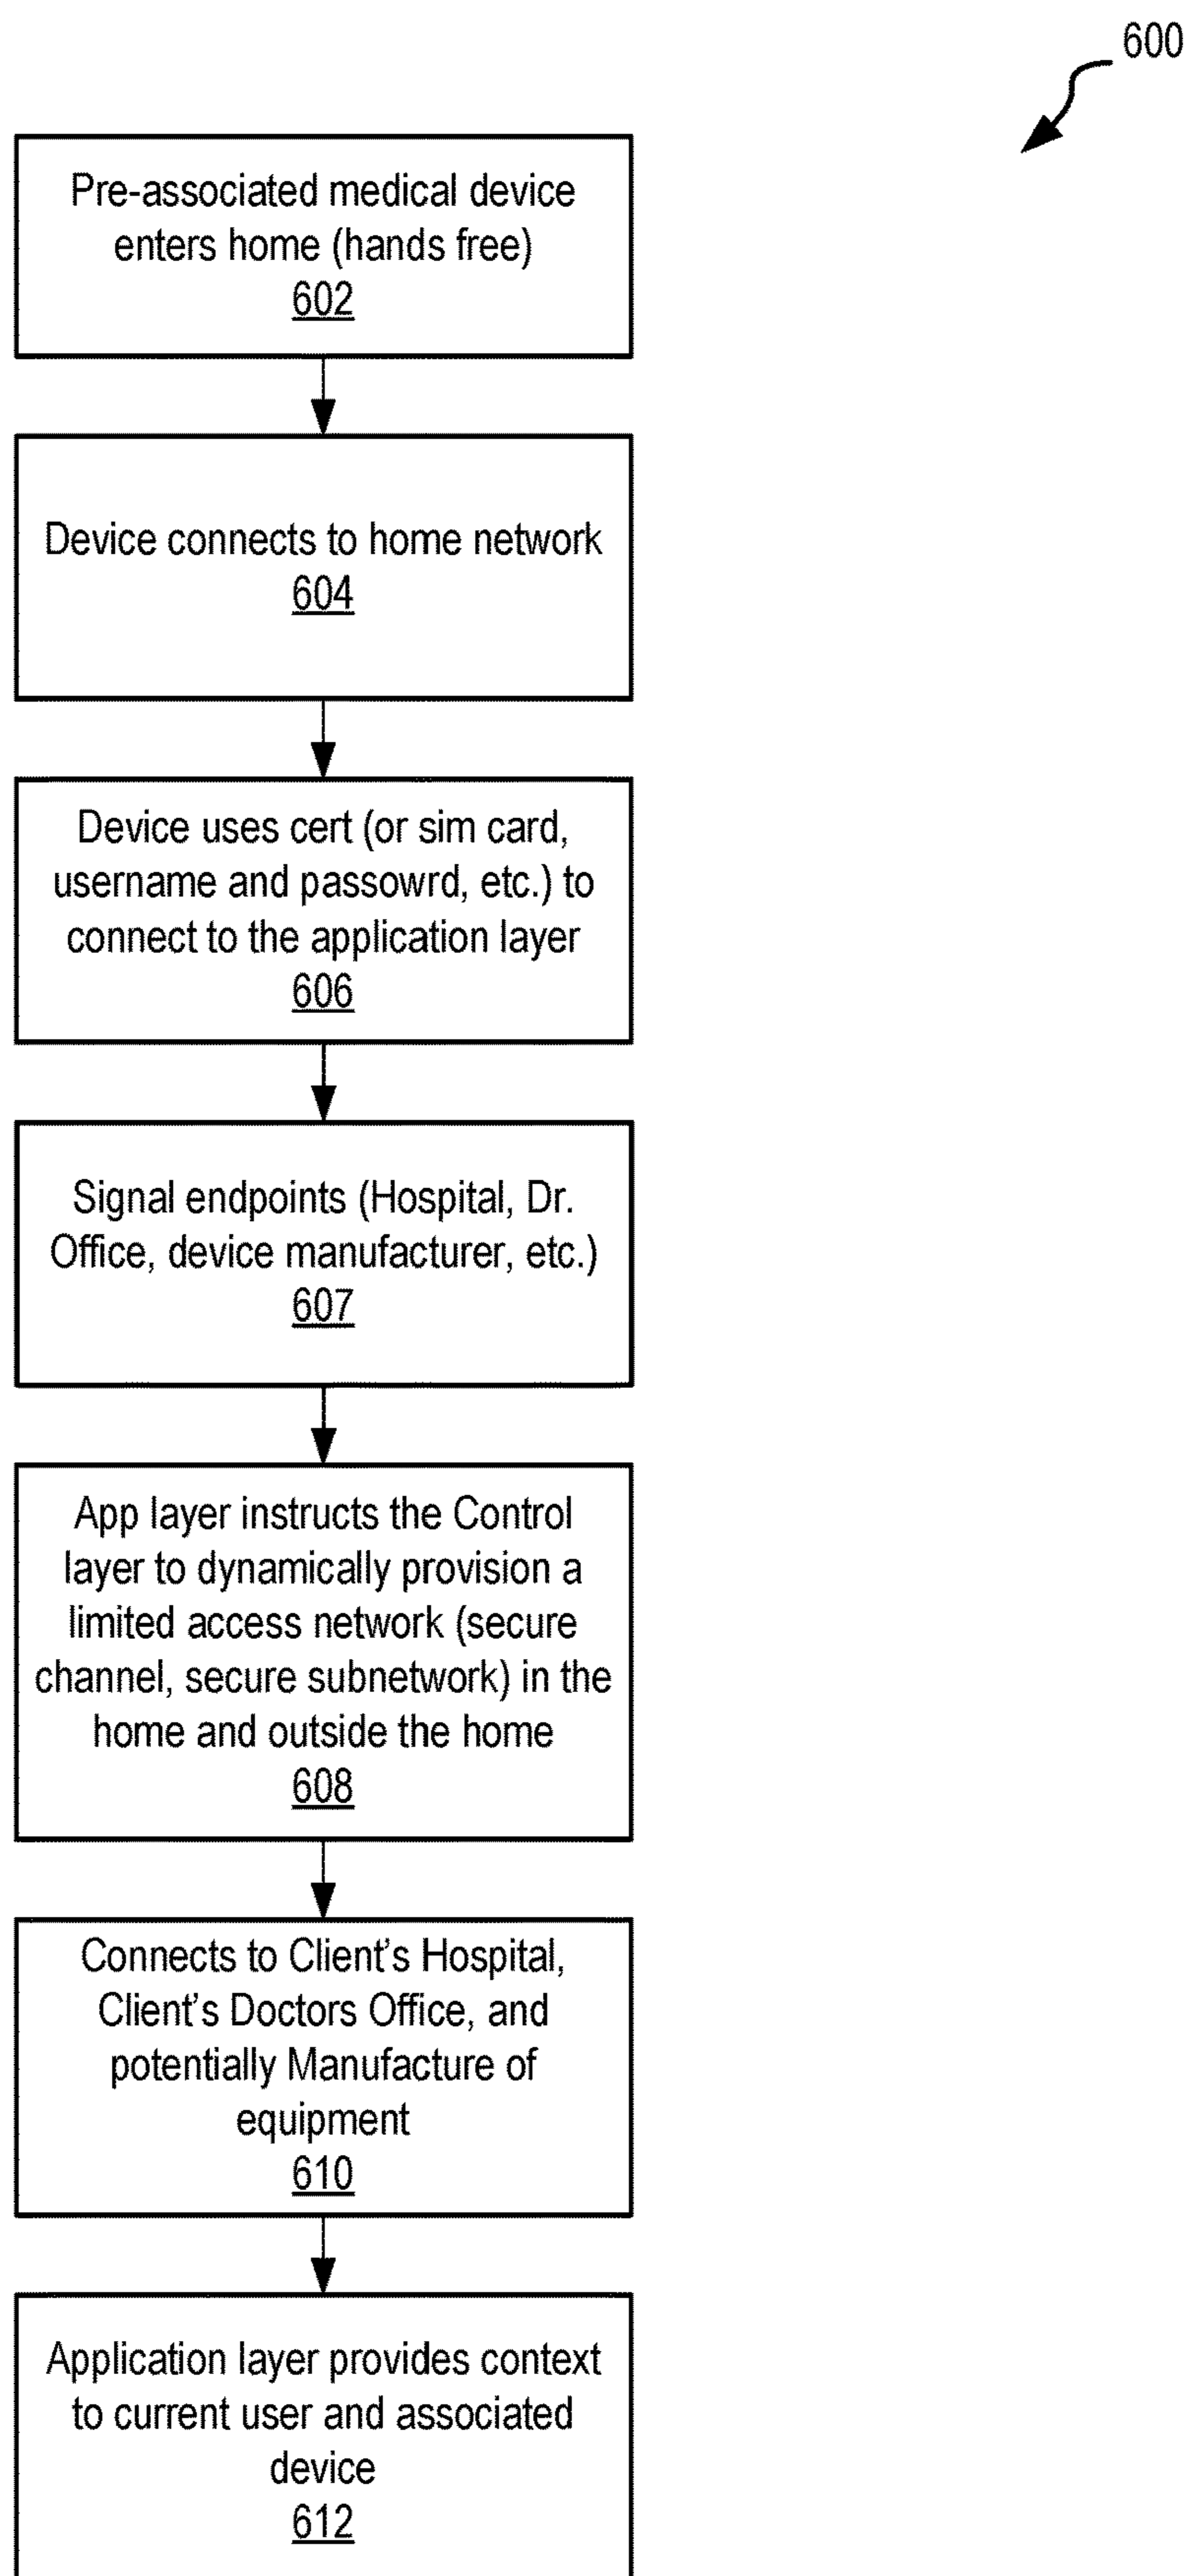 600
Pre-associated medical device
enters home (hands free)
602
Device connects to home network
604
Device uses cert (or sim card,
username and passowrd, etc.) to
connect to the application layer
606
Signal endpoints (Hospital, Dr.
Office, device manufacturer, etc.)
607
App layer instructs the Control
layer to dynamically provision a
limited access network (secure
channel, secure subnetwork) in the
home and outside the home
608
Connects to Client’s Hospital,
Client’s Doctors Office, and
potentially Manufacture of
equipment
610
Application layer provides context
to current user and associated
device
612